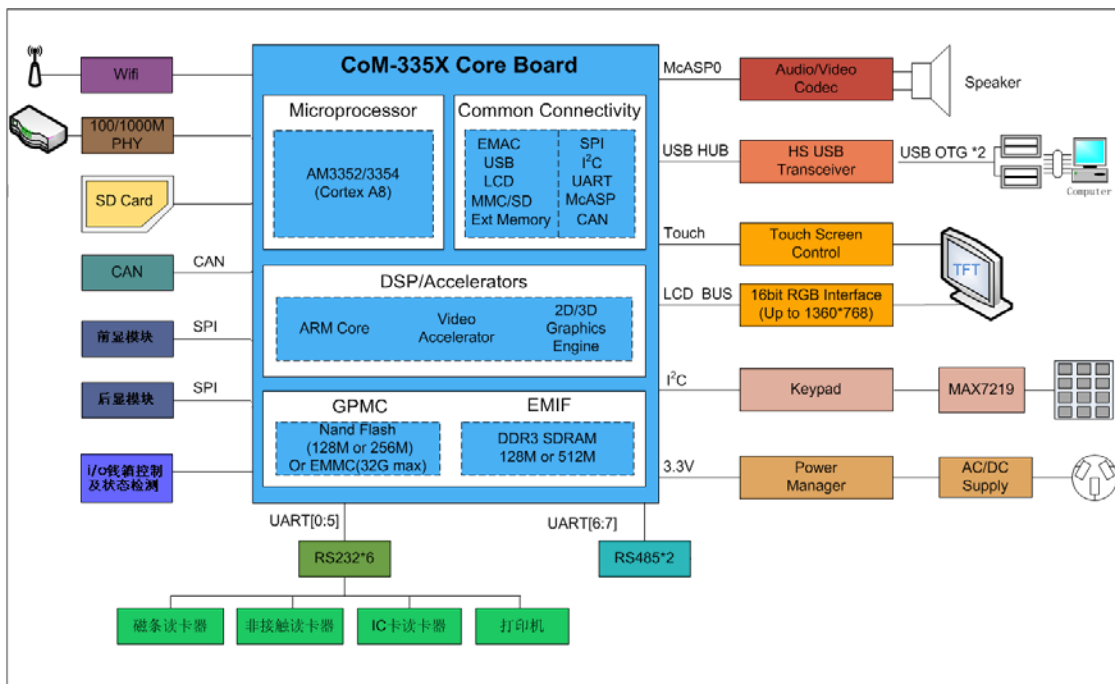 CoM-335X Core Board
Wifi
100/1000M
PHY
SD Card
CAN
CAN
前显模块
SPI
后显模块
SPI
i/o钱箱控制
及状态检测
Microprocessor
AM3352/3354
(Cortex A8)
Common Connectivity
EMAC
USB
LCD
MMC/SD
Ext Memory
SPI
I²C
UART
McASP
CAN
DSP/Accelerators
ARM Core
Video
Accelerator
2D/3D
Graphics
Engine
GPMC
Nand Flash
(128M or 256M)
Or EMMC(32G max)
EMIF
DDR3 SDRAM
128M or 512M
McASP0
Audio/Video
Codec
Speaker
USB HUB
HS USB
Transceiver
USB OTG *2
Computer
Touch
Touch Screen
Control
TFT
LCD BUS
16bit RGB Interface
(Up to 1360*768)
I²C
Keypad
MAX7219
3.3V
Power
Manager
AC/DC
Supply
UART[0:5]
UART[6:7]
RS232*6
RS485*2
磁条读卡器
非接触读卡器
IC卡读卡器
打印机